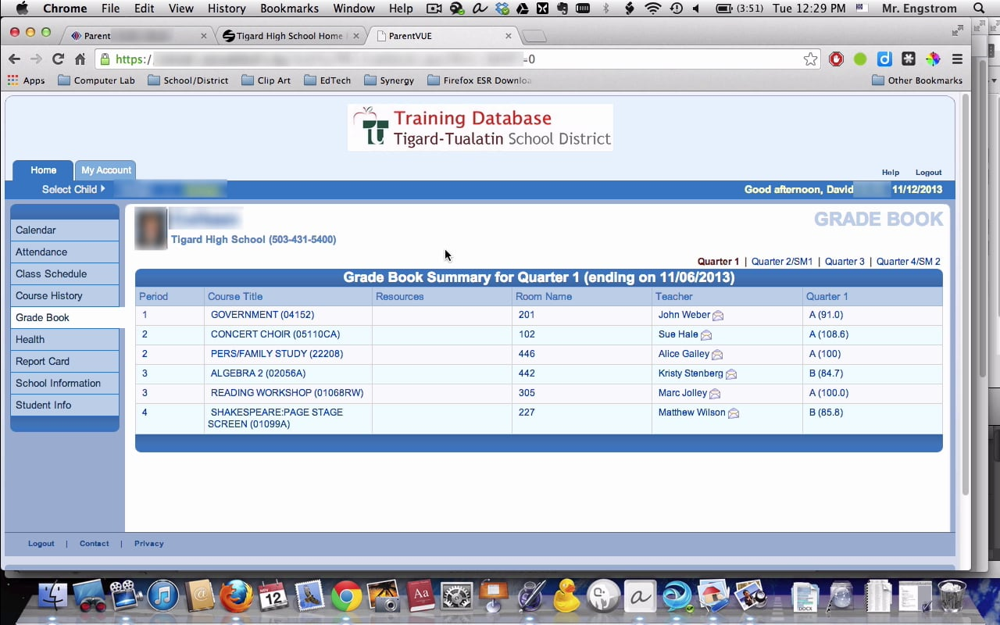 Chrome File Edit View History Bookmarks Window Help (3:51) Tue 12:29 PM Mr. Engstrom
Parent Tigard High School Home ParentVUE
https:/ =0
Apps Computer Lab School/District Clip Art EdTech Synergy Firefox ESR Downloa Other Bookmarks
Training Database
Tigard-Tualatin School District
Home My Account
Help Logout
Select Child Good afternoon, David 11/12/2013
GRADE BOOK
Tigard High School (503-431-5400)
Calendar
Attendance
Class Schedule
Course History
Grade Book
Health
Report Card
School Information
Student Info
Quarter 1 | Quarter 2/SM1 | Quarter 3 | Quarter 4/SM 2
Grade Book Summary for Quarter 1 (ending on 11/06/2013)
Period Course Title Resources Room Name Teacher Quarter 1
1 GOVERNMENT (04152) 201 John Weber A (91.0)
2 CONCERT CHOIR (05110CA) 102 Sue Hale A (108.6)
2 PERS/FAMILY STUDY (22208) 446 Alice Gailey A (100)
3 ALGEBRA 2 (02056A) 442 Kristy Stenberg B (84.7)
3 READING WORKSHOP (01068RW) 305 Marc Jolley A (100.0)
4 SHAKESPEARE:PAGE STAGE 227 Matthew Wilson B (85.8)
SCREEN (01099A)
Logout | Contact | Privacy
NOV
12
Aa
a
DOCX